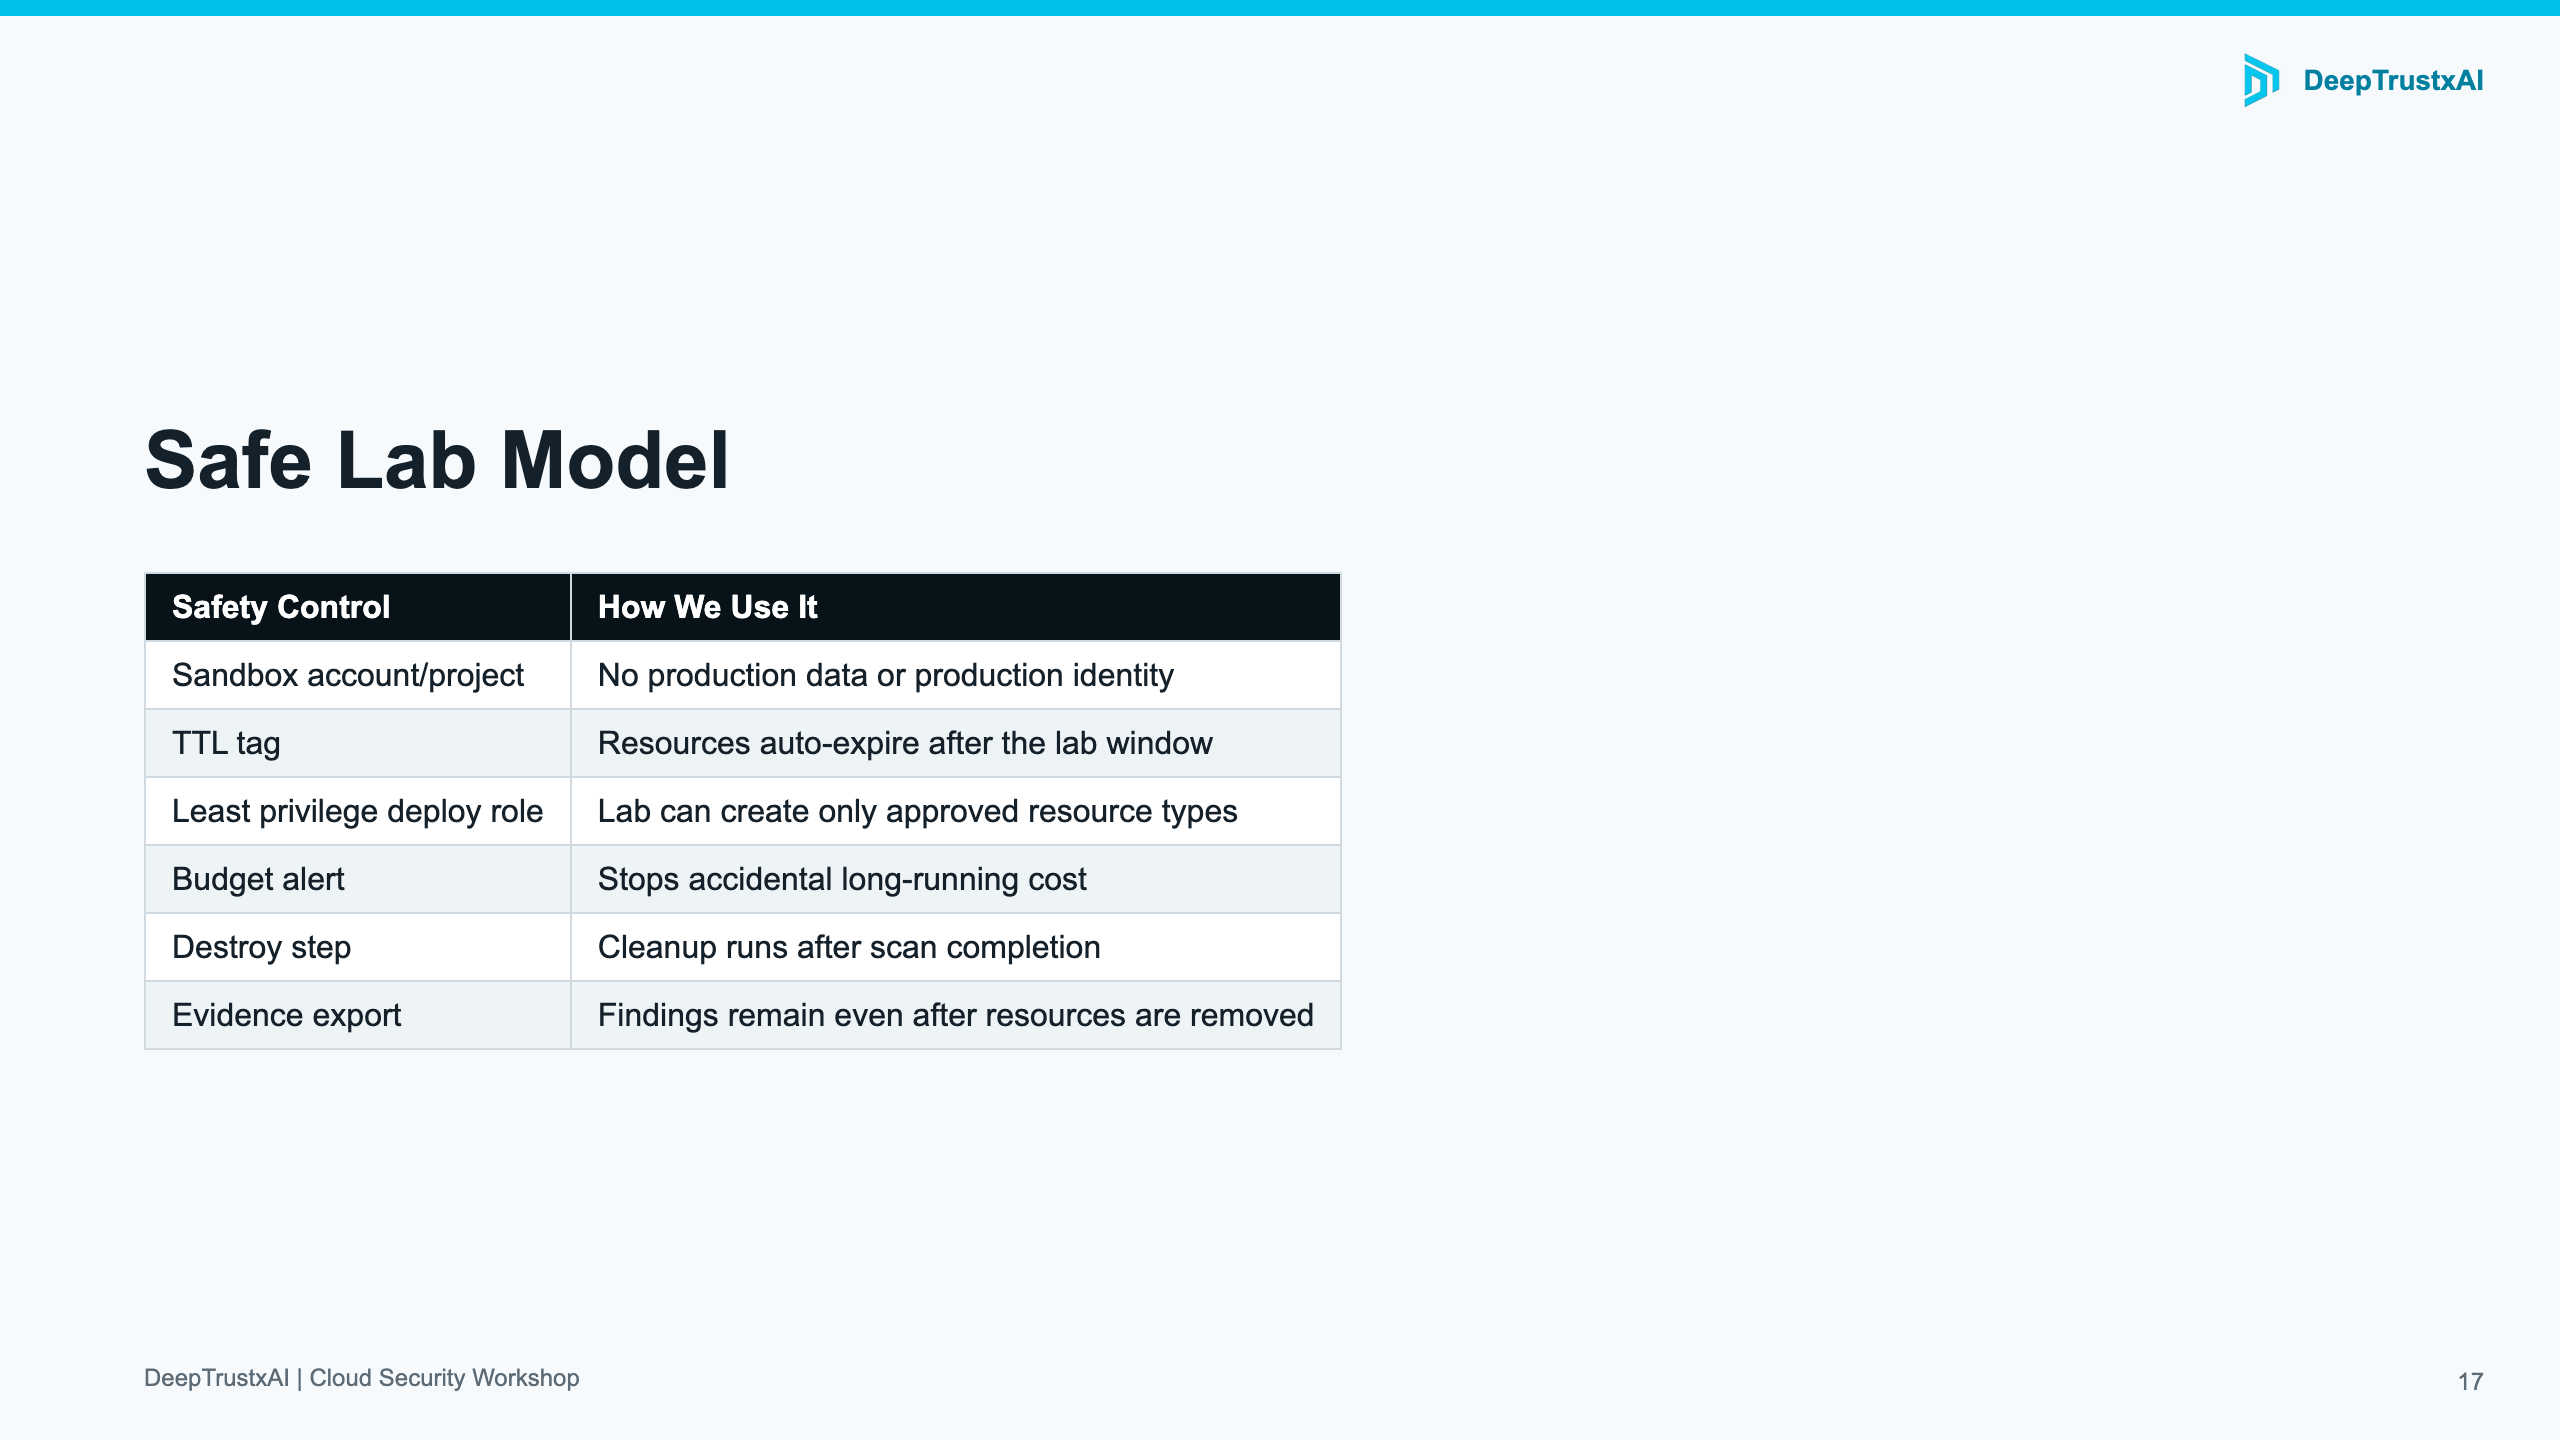 DeepTrustxAI
Safe Lab Model
Safety Control How We Use It
Sandbox account/project No production data or production identity
TTL tag Resources auto-expire after the lab window
Least privilege deploy role Lab can create only approved resource types
Budget alert Stops accidental long-running cost
Destroy step Cleanup runs after scan completion
Evidence export Findings remain even after resources are removed
DeepTrustxAI | Cloud Security Workshop
17